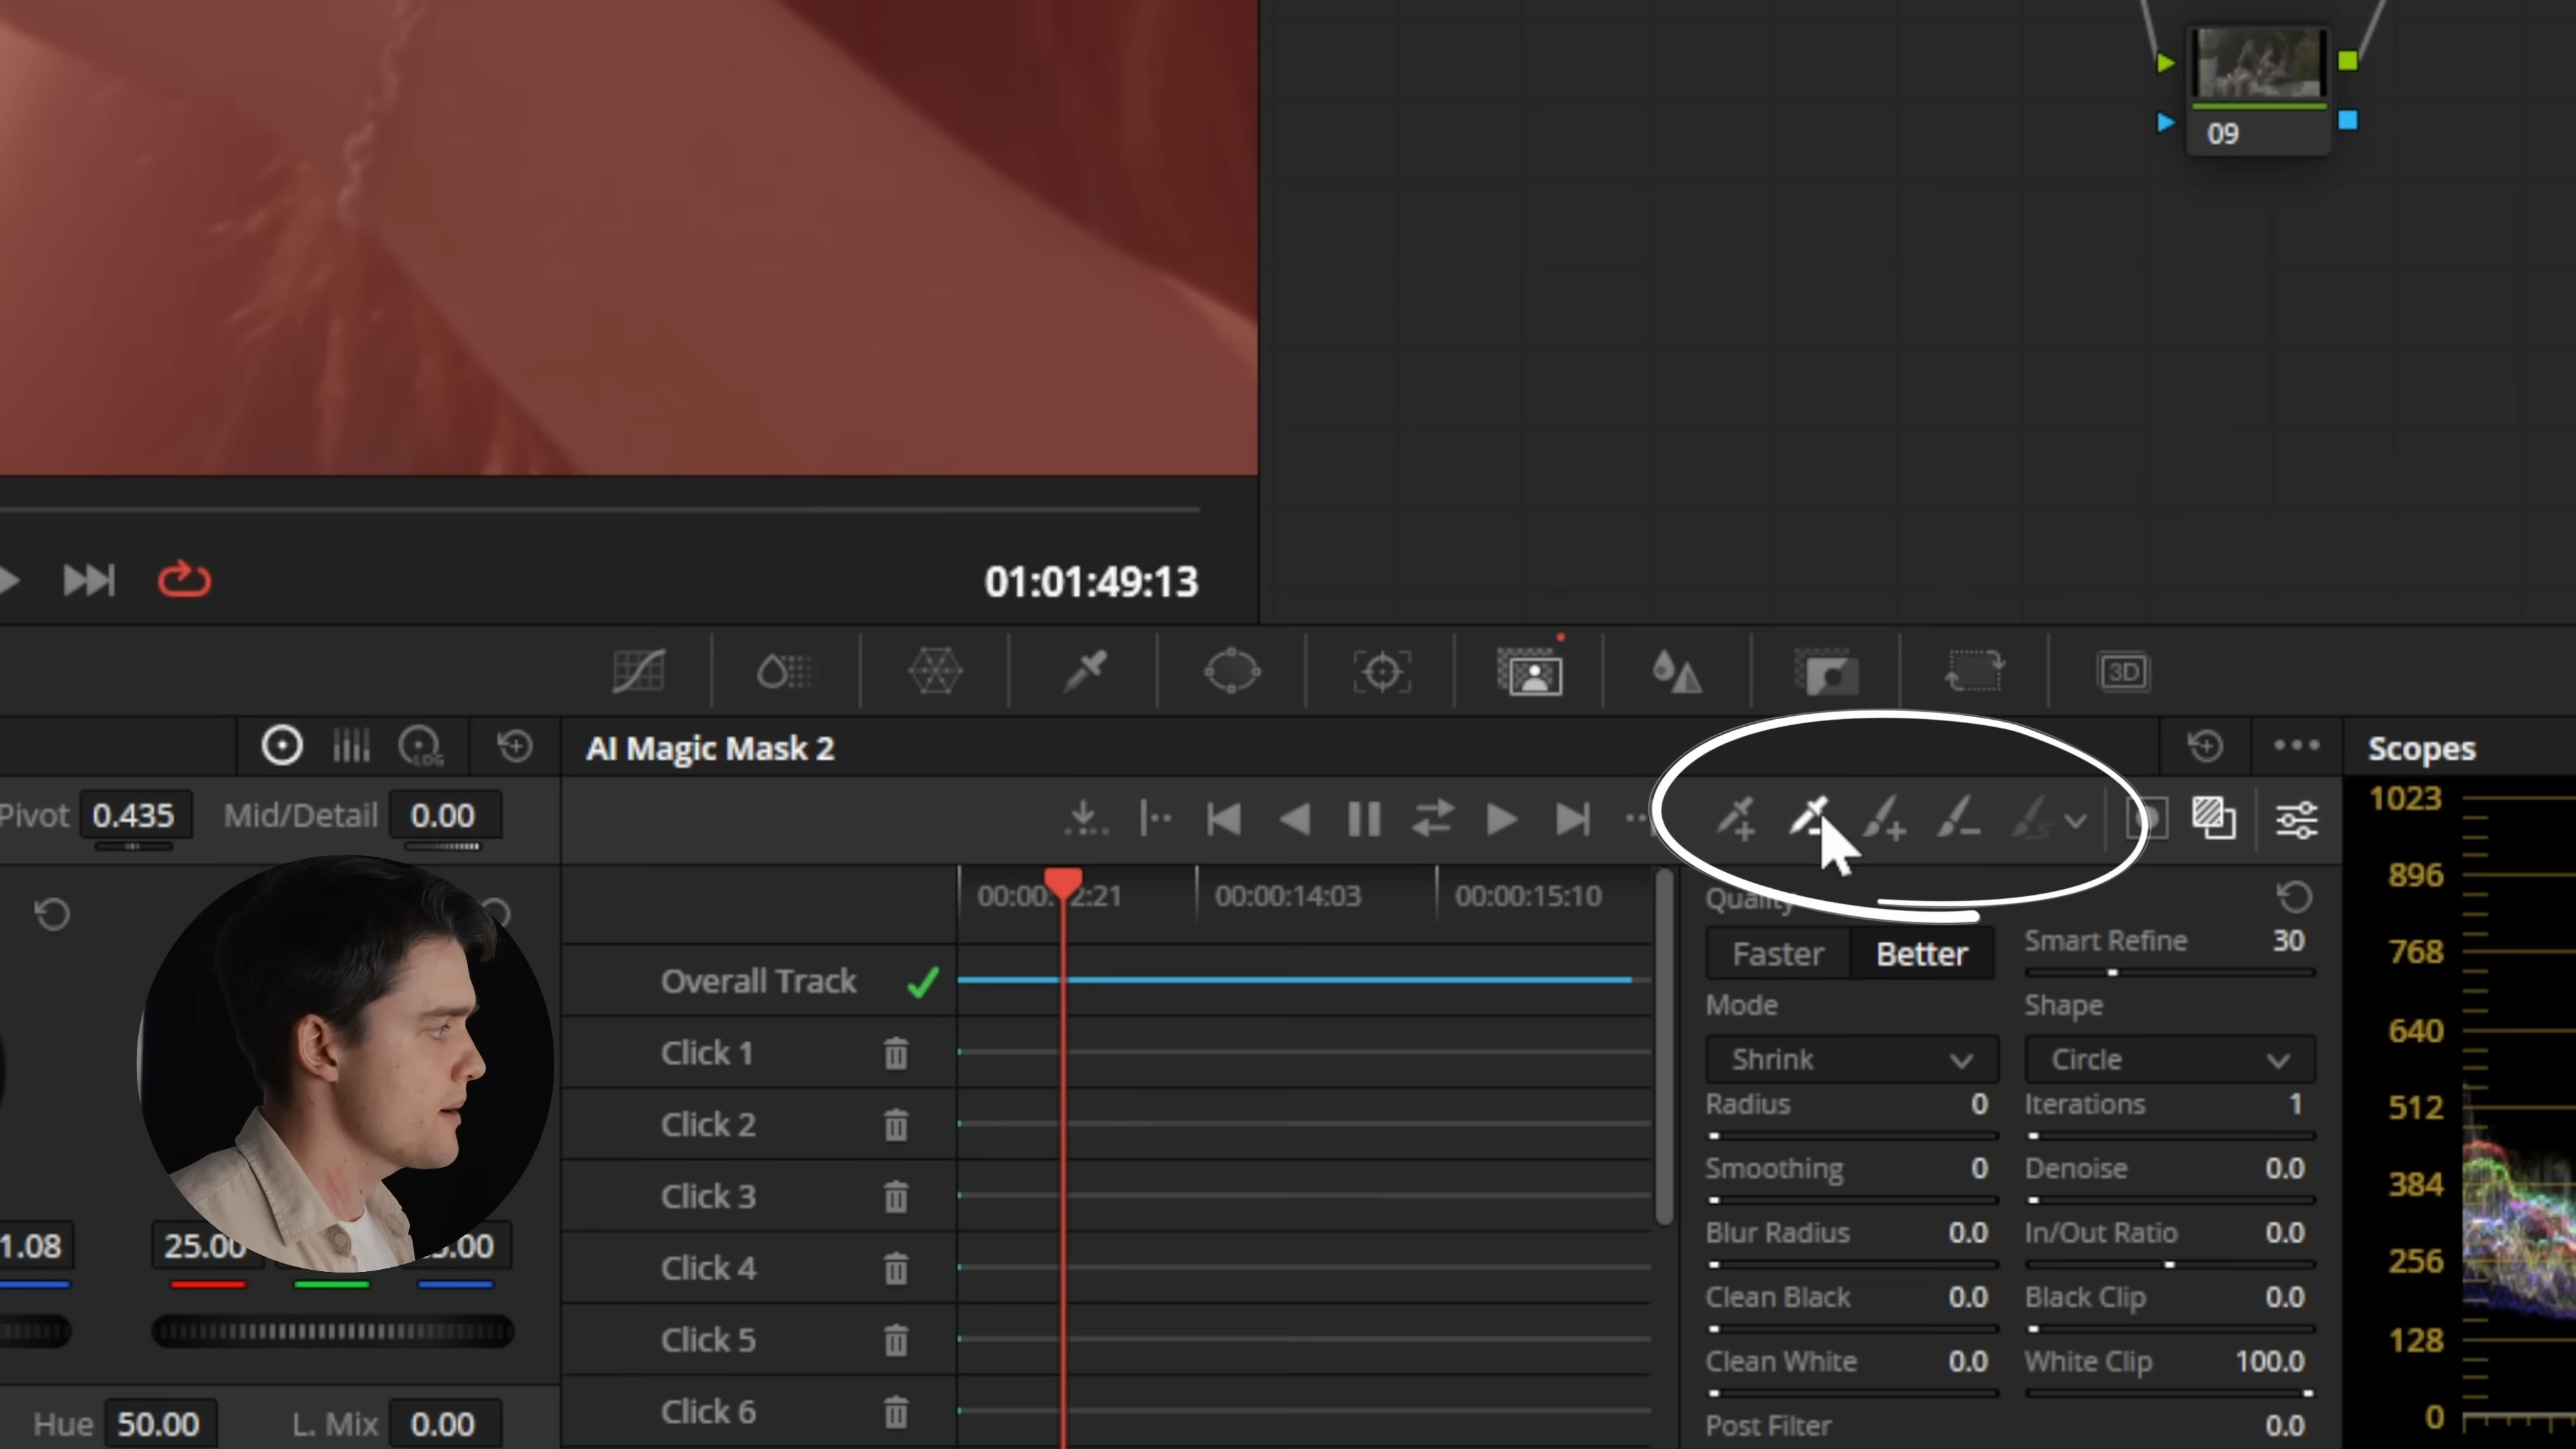 09
01:01:49:13
3D
LOG
AI Magic Mask 2
Scopes
Pivot 0.435 Mid/Detail 0.00
1023
896
768
640
512
384
256
128
0
2:21 00:00:14:03 00:00:15:10
Quality
Faster Better
Smart Refine 30
Overall Track
Mode
Shape
Click 1
Shrink
Circle
Radius 0 Iterations 1
Click 2
Smoothing 0 Denoise 0.0
Click 3
Blur Radius 0.0 In/Out Ratio 0.0
1.08 25.00
Click 4
Clean Black 0.0 Black Clip 0.0
Click 5
Clean White 0.0 White Clip 100.0
Hue 50.00 L. Mix 0.00
Click 6
Post Filter 0.0